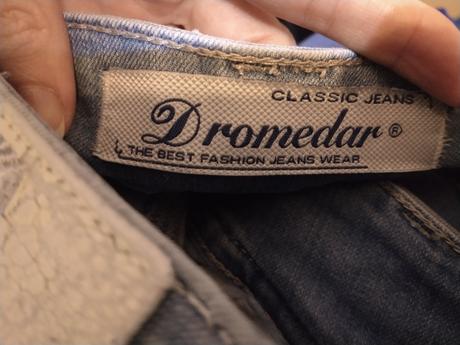 CLASSIC JEANS
Dromedar®
THE BEST FASHION JEANS WEAR